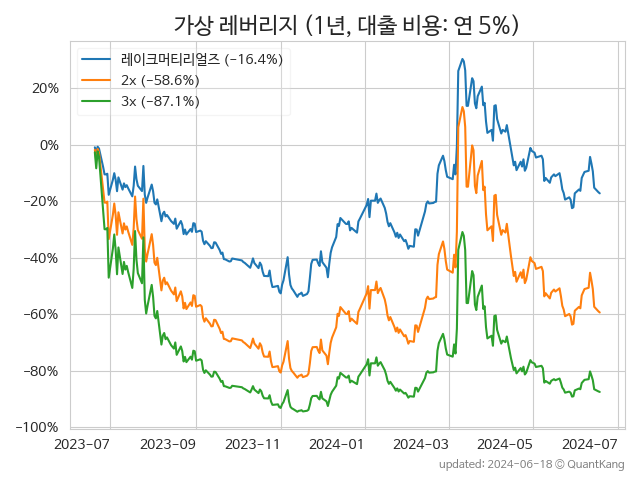 가상 레버리지 (1년, 대출 비용: 연 5%)
레이크머티리얼즈 (−16.4%)
2x (−58.6%)
3x (−87.1%)
20%
0%
−20%
−40%
−60%
−80%
−100%
2023-07 2023-09 2023-11 2024-01 2024-03 2024-05 2024-07
updated: 2024-06-18 ⓒ QuantKang